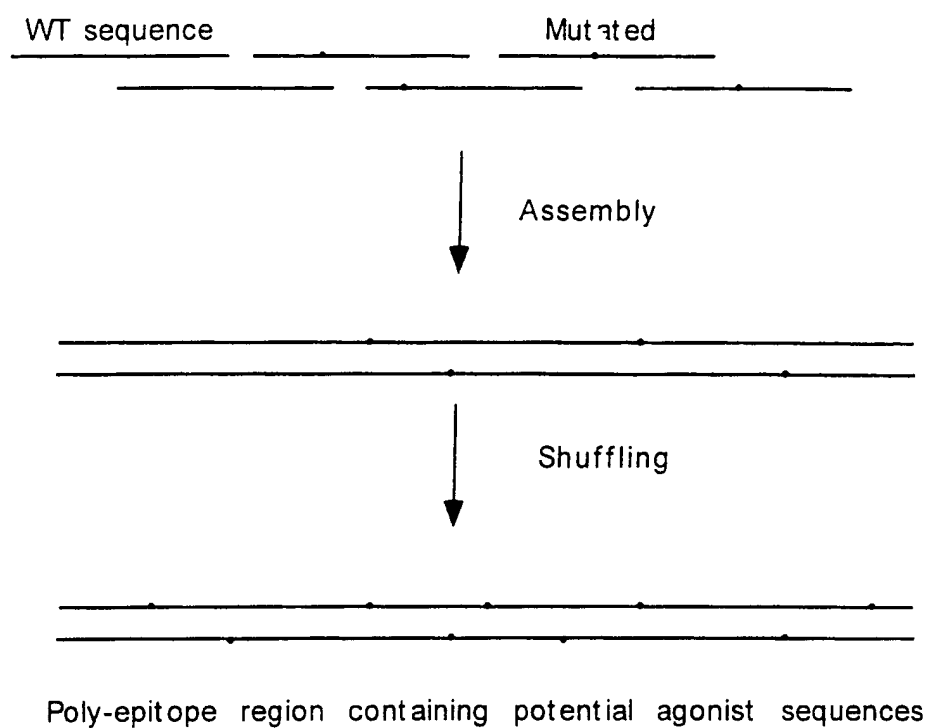 WT sequence
Mutated
Assembly
Shuffling
Poly-epitope region containing potential agonist sequences